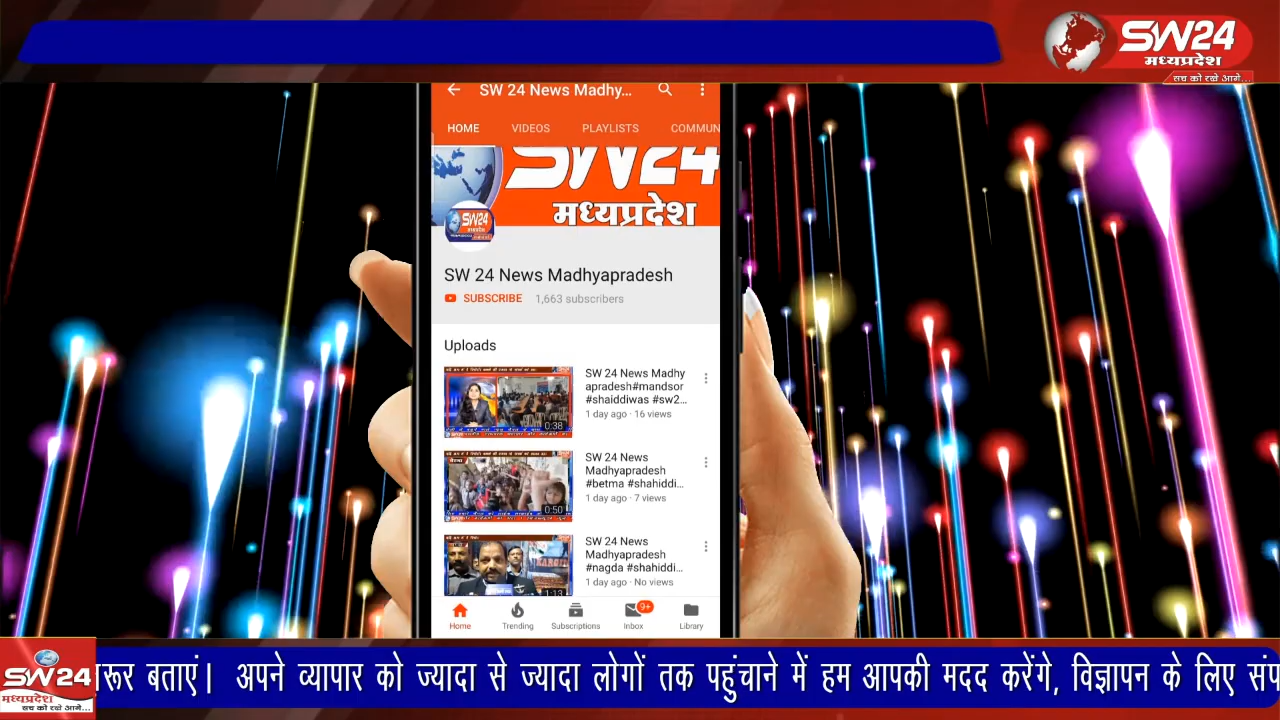 SW24
मध्यप्रदेश
सच को रखे आगे...
SW 24 News Madhy...
HOME VIDEOS PLAYLISTS COMMUN
SW24
मध्यप्रदेश
SW24
SW 24 News Madhyapradesh
SUBSCRIBE 1,663 subscribers
Uploads
SW 24 News Madhy
apradesh#mandsor
#shaiddiwas #sw2...
1 day ago · 16 views
0:38
SW 24 News
Madhyapradesh
#betma #shahiddi...
1 day ago · 7 views
0:50
SW 24 News
Madhyapradesh
#nagda #shahiddi...
1 day ago · No views
1:13
Home Trending Subscriptions Inbox 9+ Library
SW24
मध्यप्रदेश
सच को रखे आगे...
रूर बताएं। अपने व्यापार को ज्यादा से ज्यादा लोगों तक पहुंचाने में हम आपकी मदद करेंगे, विज्ञापन के लिए संप